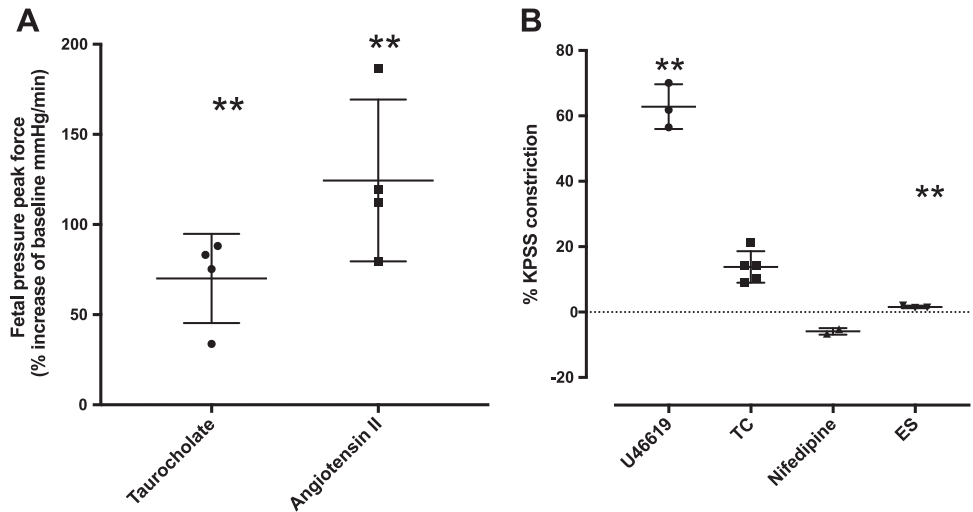 A
Fetal pressure peak force
(% increase of baseline mmHg/min)
200
150
100
50
0
**
**
Taurocholate
Angiotensin II
B
% KPSS constriction
80
60
40
20
0
-20
**
**
U46619
TC
Nifedipine
ES